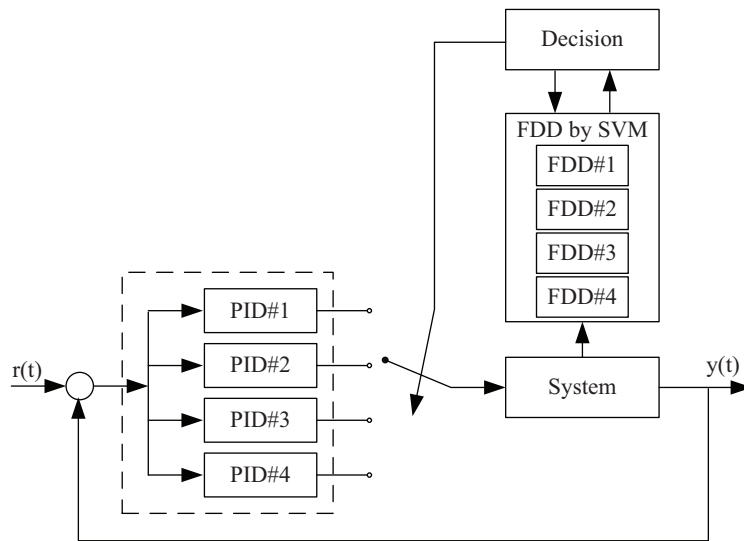 Decision
FDD by SVM
FDD#1
FDD#2
FDD#3
FDD#4
PID#1
PID#2
PID#3
PID#4
r(t)
System
y(t)